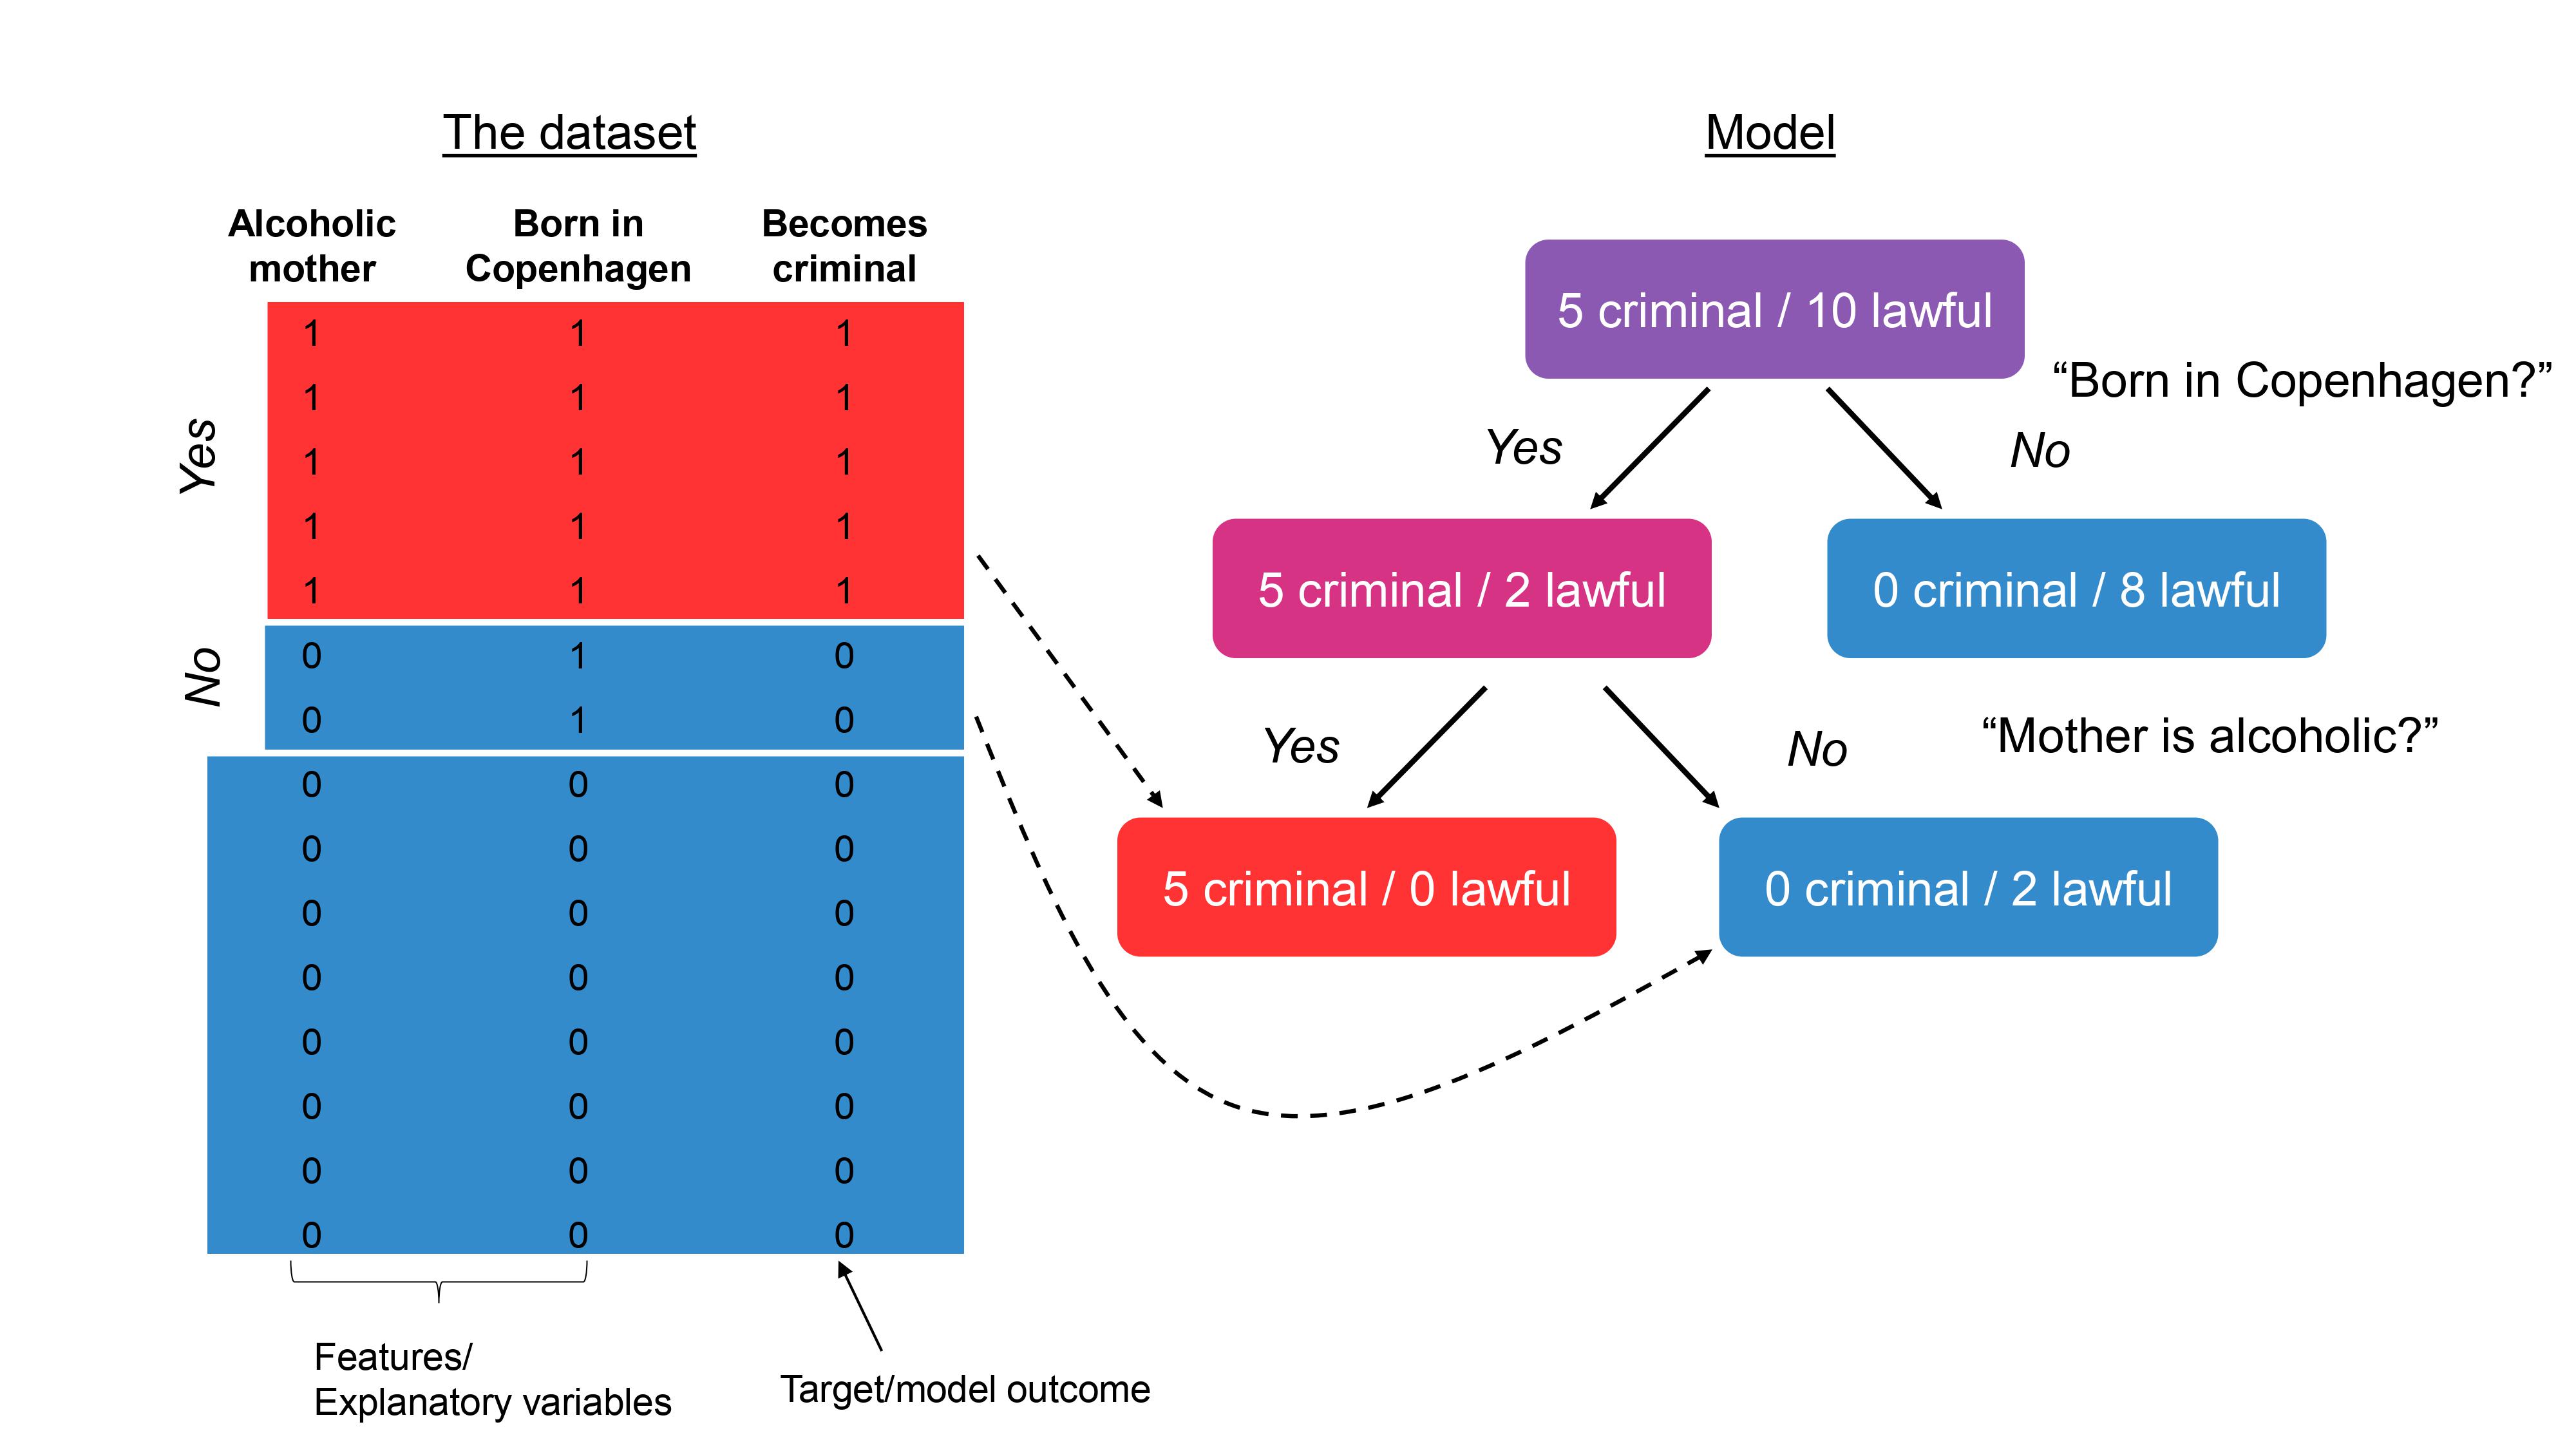 The dataset
Alcoholic mother Born in Copenhagen Becomes criminal
Yes
1 1 1
1 1 1
1 1 1
1 1 1
1 1 1
No
0 1 0
0 1 0
0 0 0
0 0 0
0 0 0
0 0 0
0 0 0
0 0 0
0 0 0
0 0 0
Features/
Explanatory variables
Target/model outcome
Model
5 criminal / 10 lawful
“Born in Copenhagen?”
Yes
No
5 criminal / 2 lawful
0 criminal / 8 lawful
“Mother is alcoholic?”
Yes
No
5 criminal / 0 lawful
0 criminal / 2 lawful